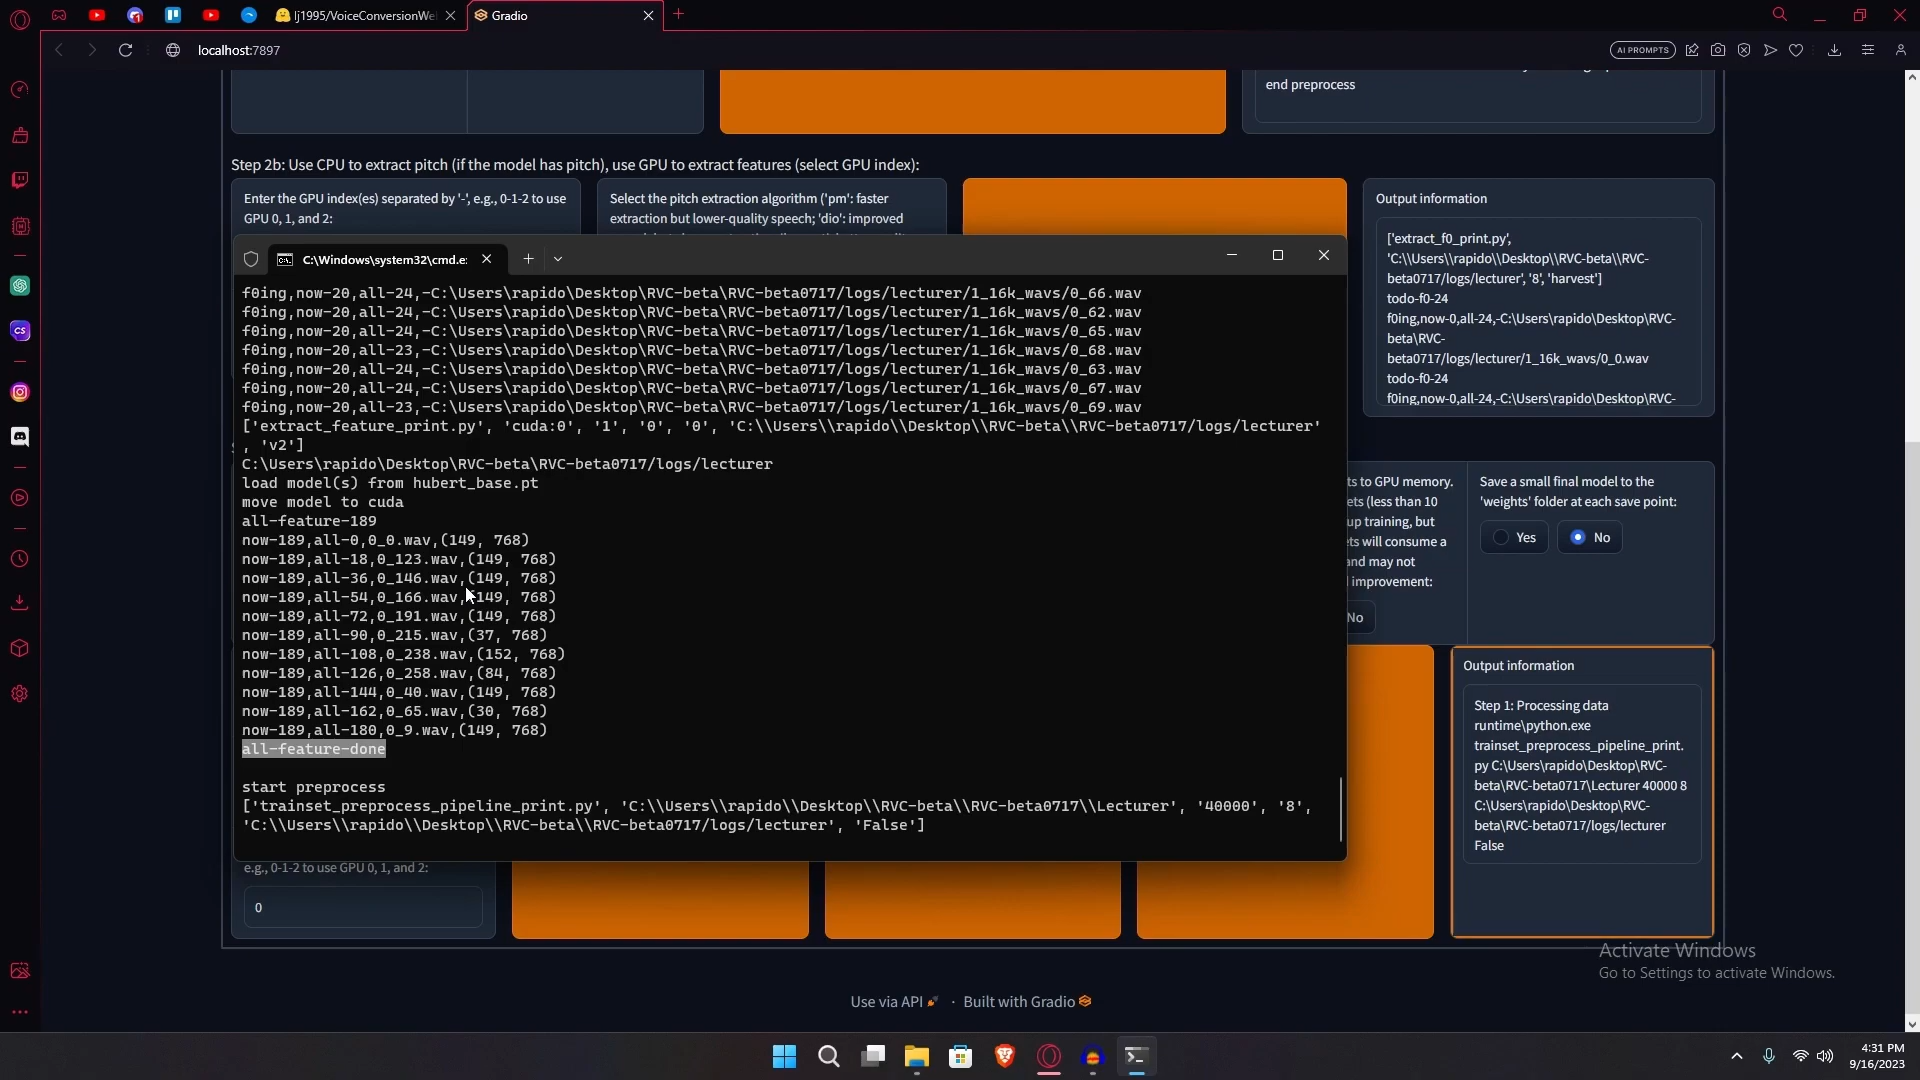 lj1995/VoiceConversionWe
Gradio
localhost:7897
AI PROMPTS
end preprocess
Step 2b: Use CPU to extract pitch (if the model has pitch), use GPU to extract features (select GPU index):
Enter the GPU index(es) separated by '-', e.g., 0-1-2 to use
GPU 0, 1, and 2:
Select the pitch extraction algorithm ('pm': faster
extraction but lower-quality speech; 'dio': improved
Output information
['extract_f0_print.py',
'C:\\Users\\rapido\\Desktop\\RVC-beta\\RVC-
beta0717/logs/lecturer', '8', 'harvest']
todo-f0-24
f0ing,now-0,all-24,-C:\Users\rapido\Desktop\RVC-
beta\RVC-
beta0717/logs/lecturer/1_16k_wavs/0_0.wav
todo-f0-24
f0ing,now-0,all-24,-C:\Users\rapido\Desktop\RVC-
C:\Windows\system32\cmd.e:
f0ing,now-20,all-24,-C:\Users\rapido\Desktop\RVC-beta\RVC-beta0717/logs/lecturer/1_16k_wavs/0_66.wav
f0ing,now-20,all-24,-C:\Users\rapido\Desktop\RVC-beta\RVC-beta0717/logs/lecturer/1_16k_wavs/0_62.wav
f0ing,now-20,all-24,-C:\Users\rapido\Desktop\RVC-beta\RVC-beta0717/logs/lecturer/1_16k_wavs/0_65.wav
f0ing,now-20,all-23,-C:\Users\rapido\Desktop\RVC-beta\RVC-beta0717/logs/lecturer/1_16k_wavs/0_68.wav
f0ing,now-20,all-24,-C:\Users\rapido\Desktop\RVC-beta\RVC-beta0717/logs/lecturer/1_16k_wavs/0_63.wav
f0ing,now-20,all-24,-C:\Users\rapido\Desktop\RVC-beta\RVC-beta0717/logs/lecturer/1_16k_wavs/0_67.wav
f0ing,now-20,all-23,-C:\Users\rapido\Desktop\RVC-beta\RVC-beta0717/logs/lecturer/1_16k_wavs/0_69.wav
['extract_feature_print.py', 'cuda:0', '1', '0', '0', 'C:\\Users\\rapido\\Desktop\\RVC-beta\\RVC-beta0717/logs/lecturer'
, 'v2']
C:\Users\rapido\Desktop\RVC-beta\RVC-beta0717/logs/lecturer
load model(s) from hubert_base.pt
move model to cuda
all-feature-189
now-189,all-0,0_0.wav,(149, 768)
now-189,all-18,0_123.wav,(149, 768)
now-189,all-36,0_146.wav,(149, 768)
now-189,all-54,0_166.wav,(149, 768)
now-189,all-72,0_191.wav,(149, 768)
now-189,all-90,0_215.wav,(37, 768)
now-189,all-108,0_238.wav,(152, 768)
now-189,all-126,0_258.wav,(84, 768)
now-189,all-144,0_40.wav,(149, 768)
now-189,all-162,0_65.wav,(30, 768)
now-189,all-180,0_9.wav,(149, 768)
all-feature-done
start preprocess
['trainset_preprocess_pipeline_print.py', 'C:\\Users\\rapido\\Desktop\\RVC-beta\\RVC-beta0717\\Lecturer', '40000', '8',
'C:\\Users\\rapido\\Desktop\\RVC-beta\\RVC-beta0717/logs/lecturer', 'False']
ts to GPU memory.
ets (less than 10
up training, but
ets will consume a
and may not
improvement:
No
Save a small final model to the
'weights' folder at each save point:
Yes
No
Output information
Step 1: Processing data
runtime\python.exe
trainset_preprocess_pipeline_print.
py C:\Users\rapido\Desktop\RVC-
beta\RVC-beta0717\Lecturer 40000 8
C:\Users\rapido\Desktop\RVC-
beta\RVC-beta0717/logs/lecturer
False
e.g., 0-1-2 to use GPU 0, 1, and 2:
0
Activate Windows
Go to Settings to activate Windows.
Use via API · Built with Gradio
4:31 PM
9/16/2023